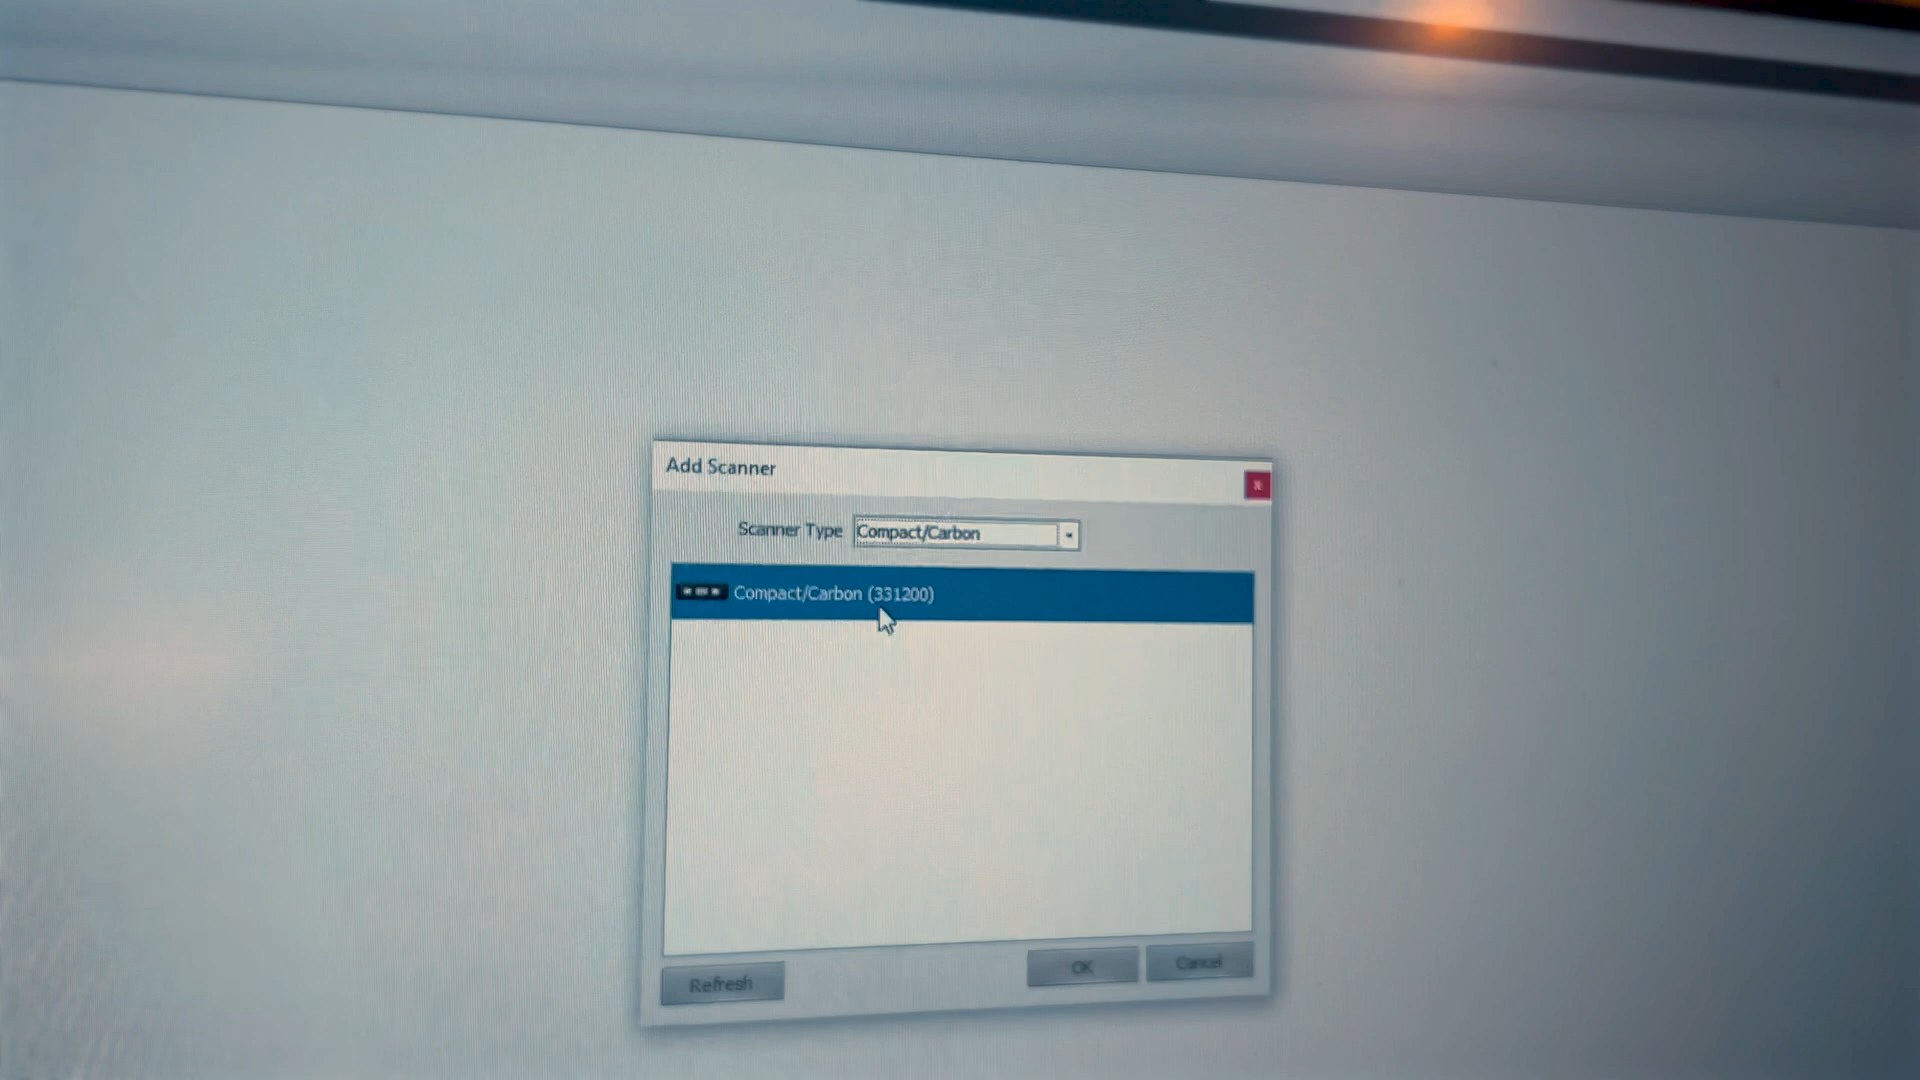 Add Scanner
Scanner Type Compact/Carbon
Compact/Carbon (331200)
Refresh OK Cancel